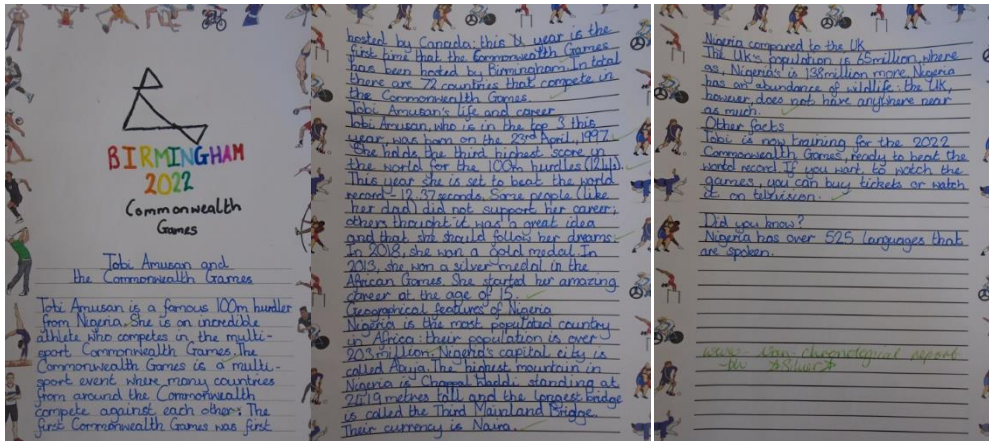 BIRMINGHAM
2022
Commonwealth
Games
Tobi Amusan and
the Commonwealth Games
Tobi Amusan is a famous 100m hurdler
from Nigeria. She is an incredible
athlete who competes in the multi-
sport Commonwealth Games. The
Commonwealth Games is a multi-
sport event where many countries
from around the Commonwealth
compete against each other. The
first Commonwealth Games was first
hosted by Canada: this year is the
first time that the Commonwealth Games
has been hosted by Birmingham. In total
there are 72 countries that compete in
the Commonwealth Games.
Tobi Amusan's life and career
Tobi Amusan, who is in the top 3 this
year, was born on the 23rd April, 1997.
She holds the third highest score in
the world for the 100m hurdles
This year she is set to beat the world
record - 12.37seconds. Some people (like
her dad) did not support her career;
others thought it was a great idea
and that she should follow her dreams.
In 2018, she won a gold medal. In
2013, she won a silver medal in the
African Games. She started her amazing
career at the age of 15.
Geographical features of Nigeria
Nigeria is the most populated country
in Africa: their population is over
203 million. Nigeria's capital city is
called Abuja. The highest mountain in
Nigeria is Chappal Waddi standing at
2419 metres tall and the longest bridge
is called the Third Mainland Bridge.
Their currency is Naira.
Nigeria compared to the UK
The UK's population is 65million, where
as, Nigeria's is 138million more. Nigeria
has an abundance of wildlife: the UK,
however, does not have anywhere near
as much.
Other facts
Tobi is now training for the 2022
Commonwealth Games, ready to beat the
world record. If you want to watch the
games, you can buy tickets or watch
it on television.
Did you know?
Nigeria has over 525 languages that
are spoken.
non-chronological report